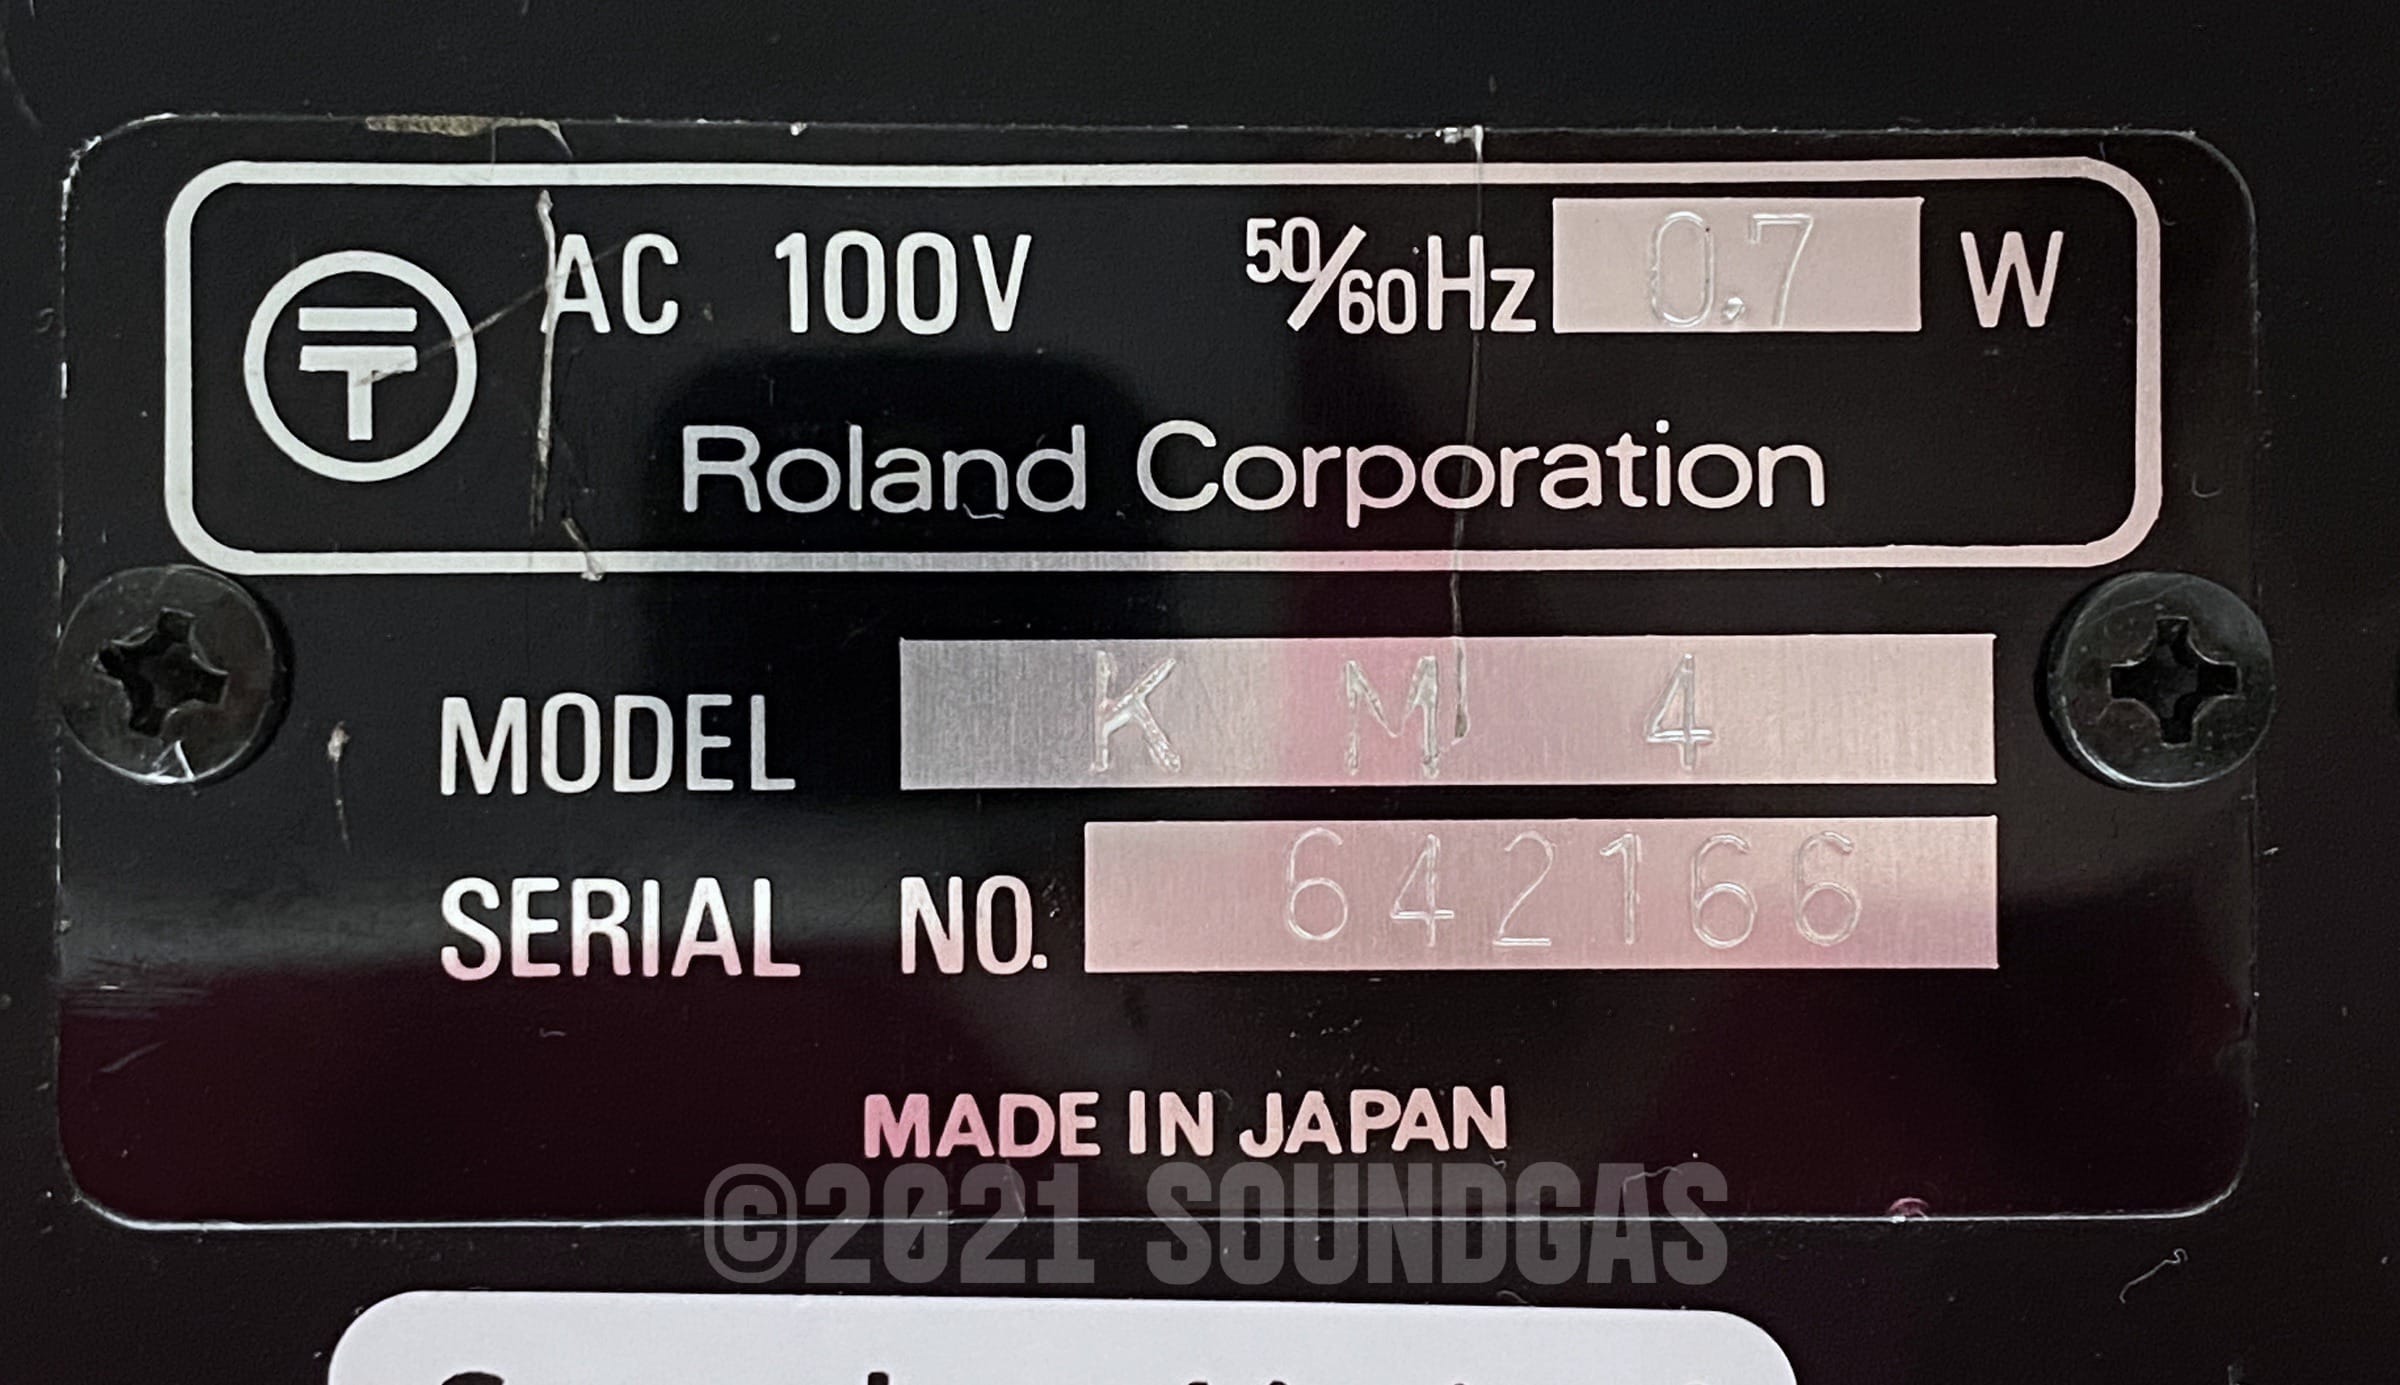 〒 AC 100V 50/60Hz 0.7 W
Roland Corporation
MODEL KM 4
SERIAL NO. 642166
MADE IN JAPAN
©2021 SOUNDGAS